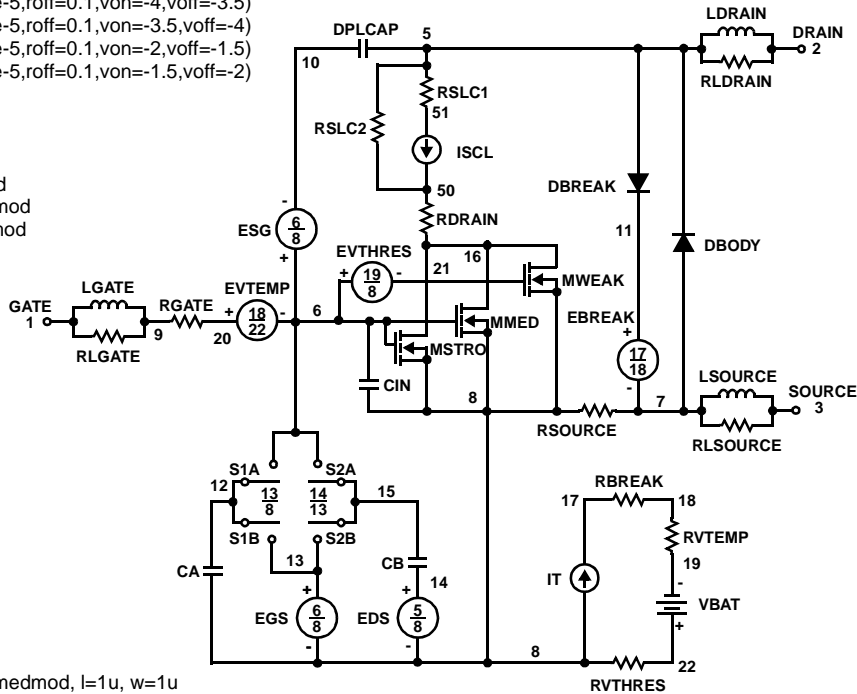 e-5,roff=0.1,von=-4,voff=-3.5)
e-5,roff=0.1,von=-3.5,voff=-4)
e-5,roff=0.1,von=-2,voff=-1.5)
e-5,roff=0.1,von=-1.5,voff=-2)
d
mod
nod
medmod, l=1u, w=1u
LDRAIN
DPLCAP 5
DRAIN
2
10
RLDRAIN
RSLC1
51
RSLC2
ISCL
50
DBREAK
RDRAIN
ESG
-
6
8
+
11
DBODY
EVTHRES
+ 19 -
8
21
16
MWEAK
LGATE
GATE
1
RLGATE
9
RGATE
20
EVTEMP
+ 18 -
22
6
MMED
MSTRO
EBREAK
+
17
18
-
CIN
8
7
RSOURCE
LSOURCE
SOURCE
3
RLSOURCE
S1A
S2A
12
13
8
14
13
15
S1B
S2B
13
CA
CB
14
+
EGS
6
8
-
+
EDS
5
8
-
8
RBREAK
17
18
RVTEMP
19
IT
-
VBAT
+
22
RVTHRES